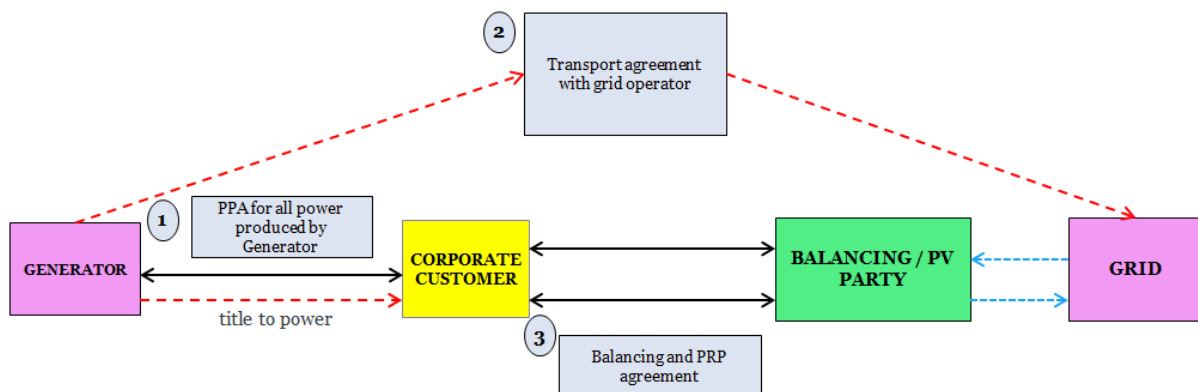 2
Transport agreement
with grid operator
1
PPA for all power
produced by
Generator
GENERATOR
CORPORATE
CUSTOMER
BALANCING / PV
PARTY
GRID
title to power
3
Balancing and PRP
agreement